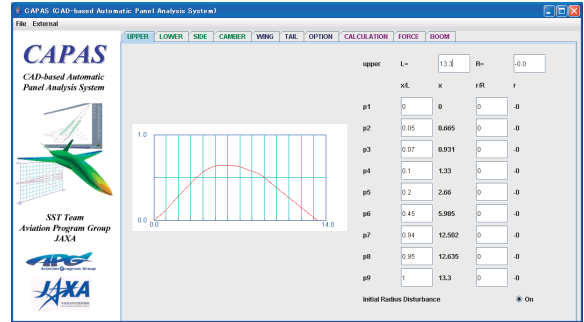 CAPAS (CAD-based Automatic Panel Analysis System)
File External
UPPER LOWER SIDE CAMBER WING TAIL OPTION CALCULATION FORCE BOOM
CAPAS
CAD-based Automatic
Panel Analysis System
SST Team
Aviation Program Group
JAXA
APG
Aviation Program Group
JAXA
1.0
0.0
0.0 14.0
upper L= 13.3 R= -0.0
x/L x r/R r
p1 0 0 0 -0
p2 0.05 0.665 0 -0
p3 0.07 0.931 0 -0
p4 0.1 1.33 0 -0
p5 0.2 2.66 0 -0
p6 0.45 5.985 0 -0
p7 0.94 12.502 0 -0
p8 0.95 12.635 0 -0
p9 1 13.3 0 -0
Initial Radius Disturbance On